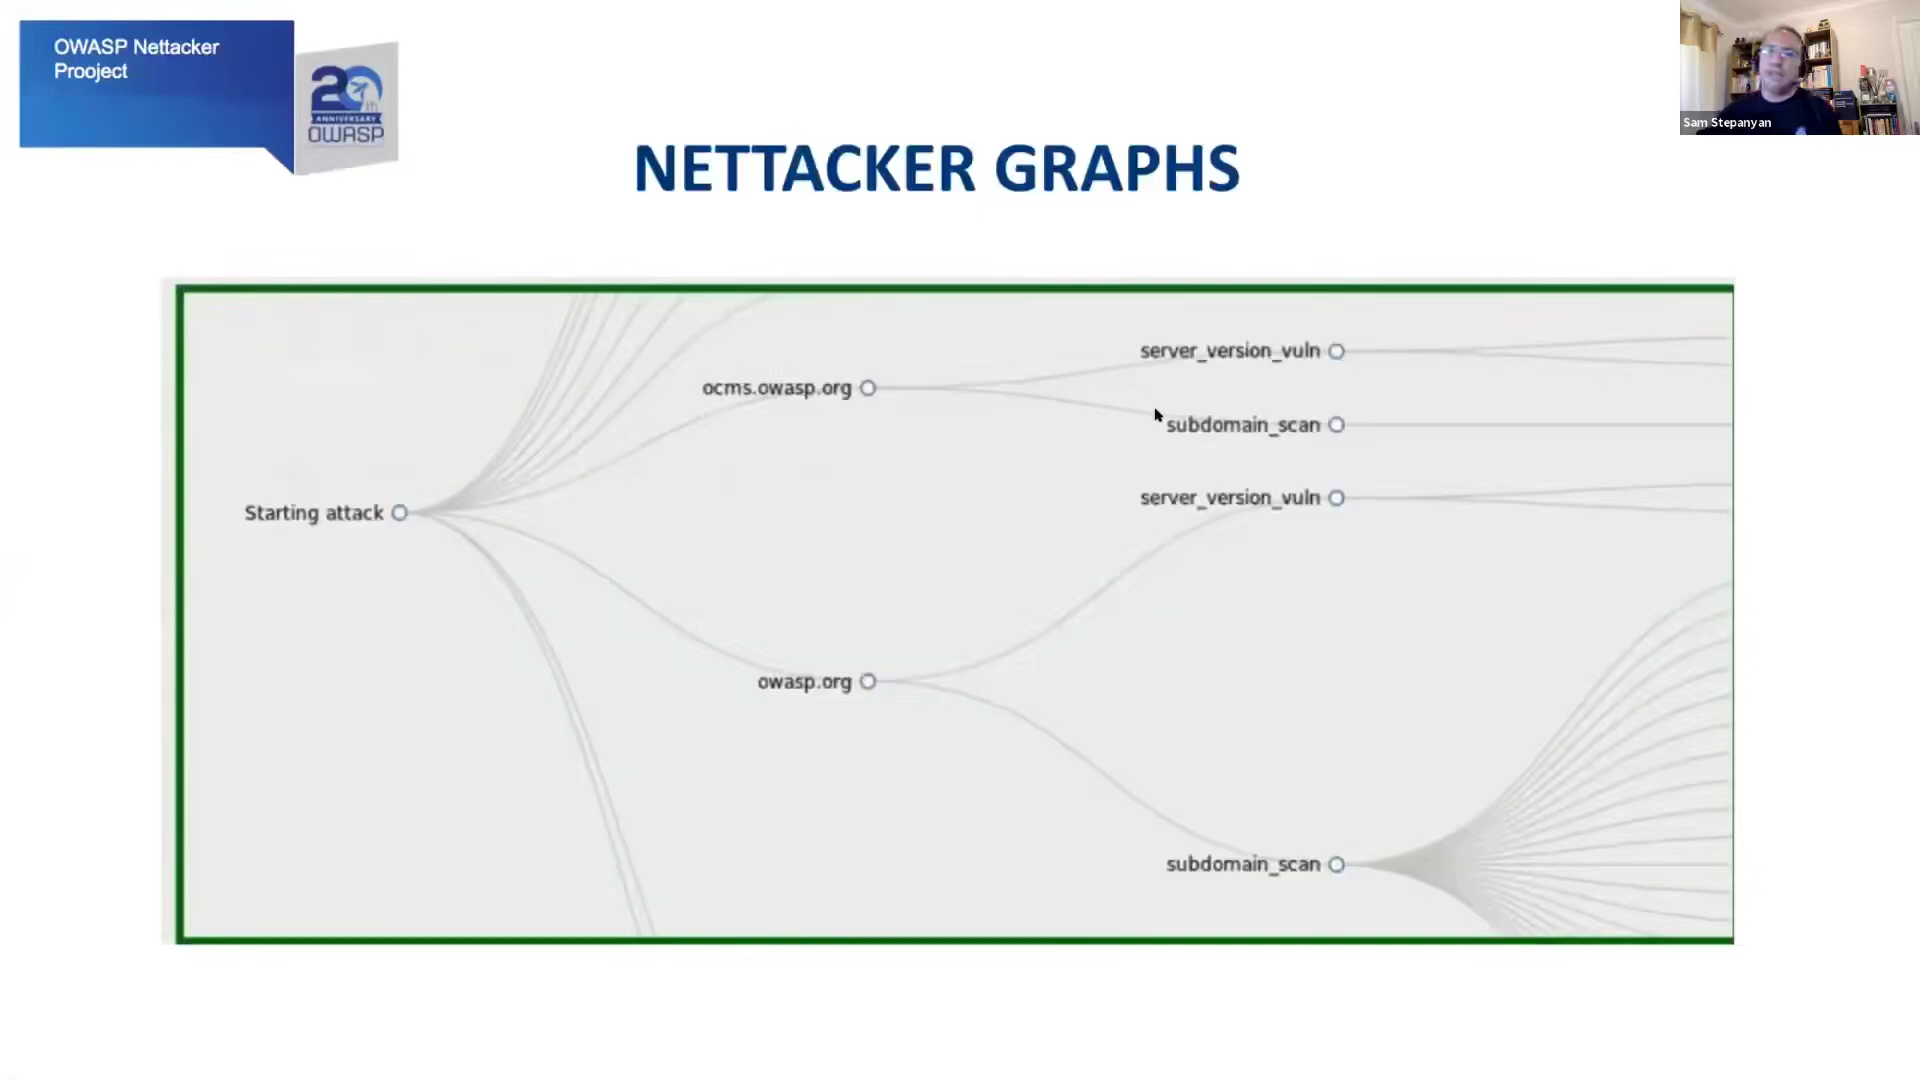 OWASP Nettacker
Prooject
20th
ANNIVERSARY
OWASP
Sam Stepanyan
NETTACKER GRAPHS
server_version_vuln
ocms.owasp.org
subdomain_scan
server_version_vuln
Starting attack
owasp.org
subdomain_scan